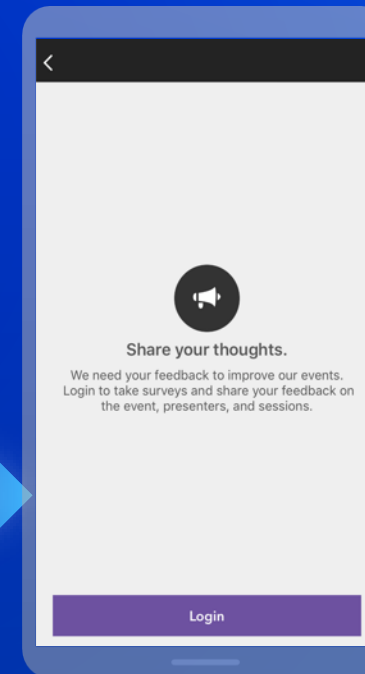 Share your thoughts.
We need your feedback to improve our events.
Login to take surveys and share your feedback on
the event, presenters, and sessions.
Login